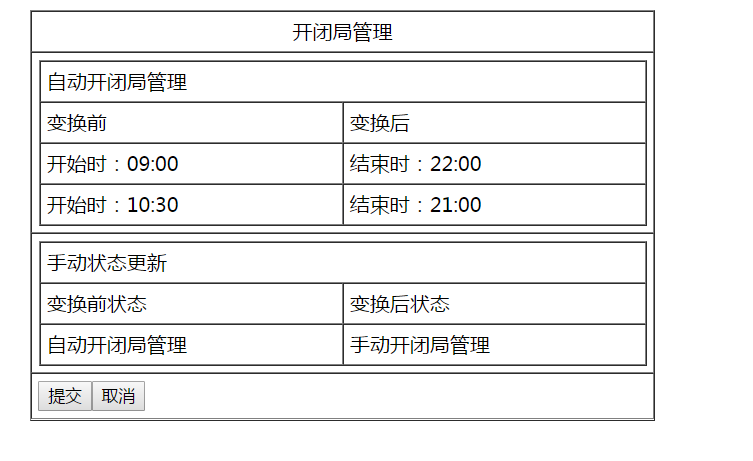 开闭局管理
自动开闭局管理
变换前 变换后
开始时：09:00 结束时：22:00
开始时：10:30 结束时：21:00
手动状态更新
变换前状态 变换后状态
自动开闭局管理 手动开闭局管理
提交 取消